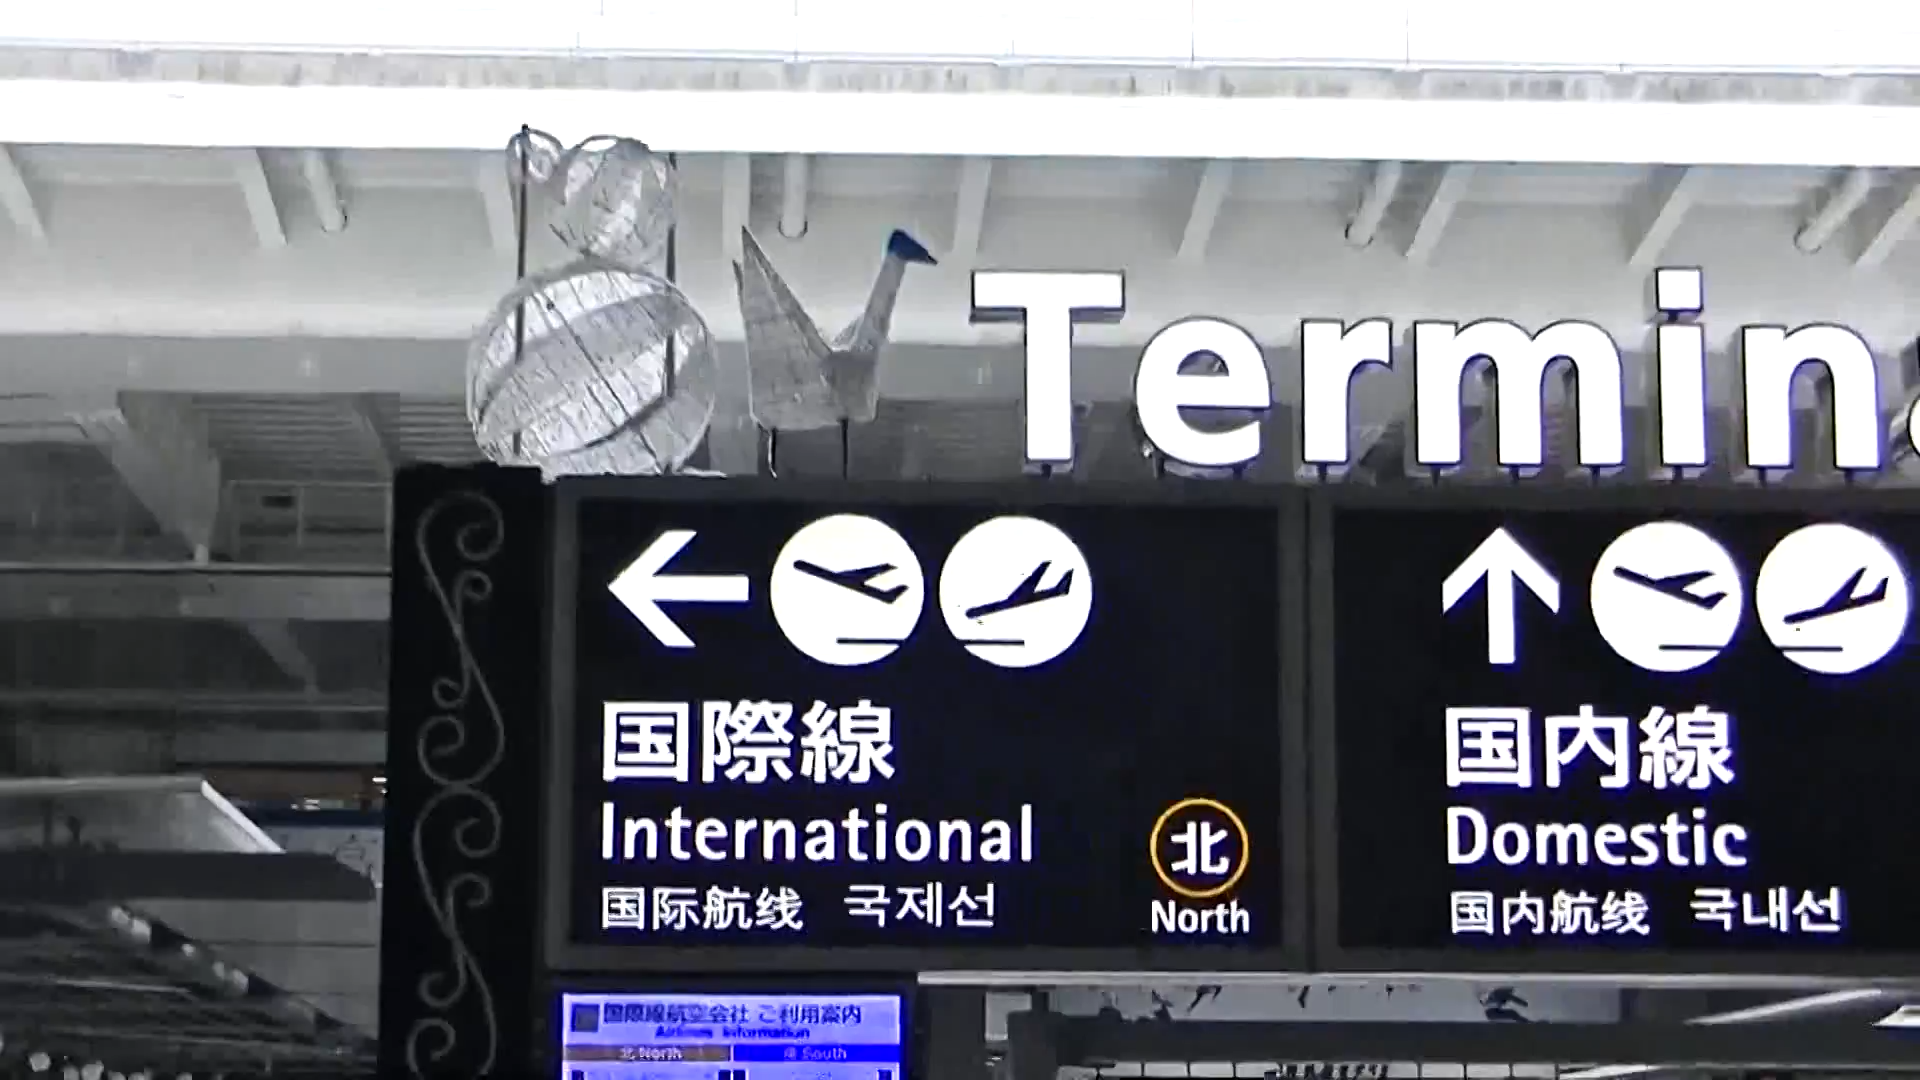 Termin
国際線
International
国际航线 국제선
北
North
国内線
Domestic
国内航线 국내선
国際線航空会社 ご利用案内
Airlines Information
北 North
南 South